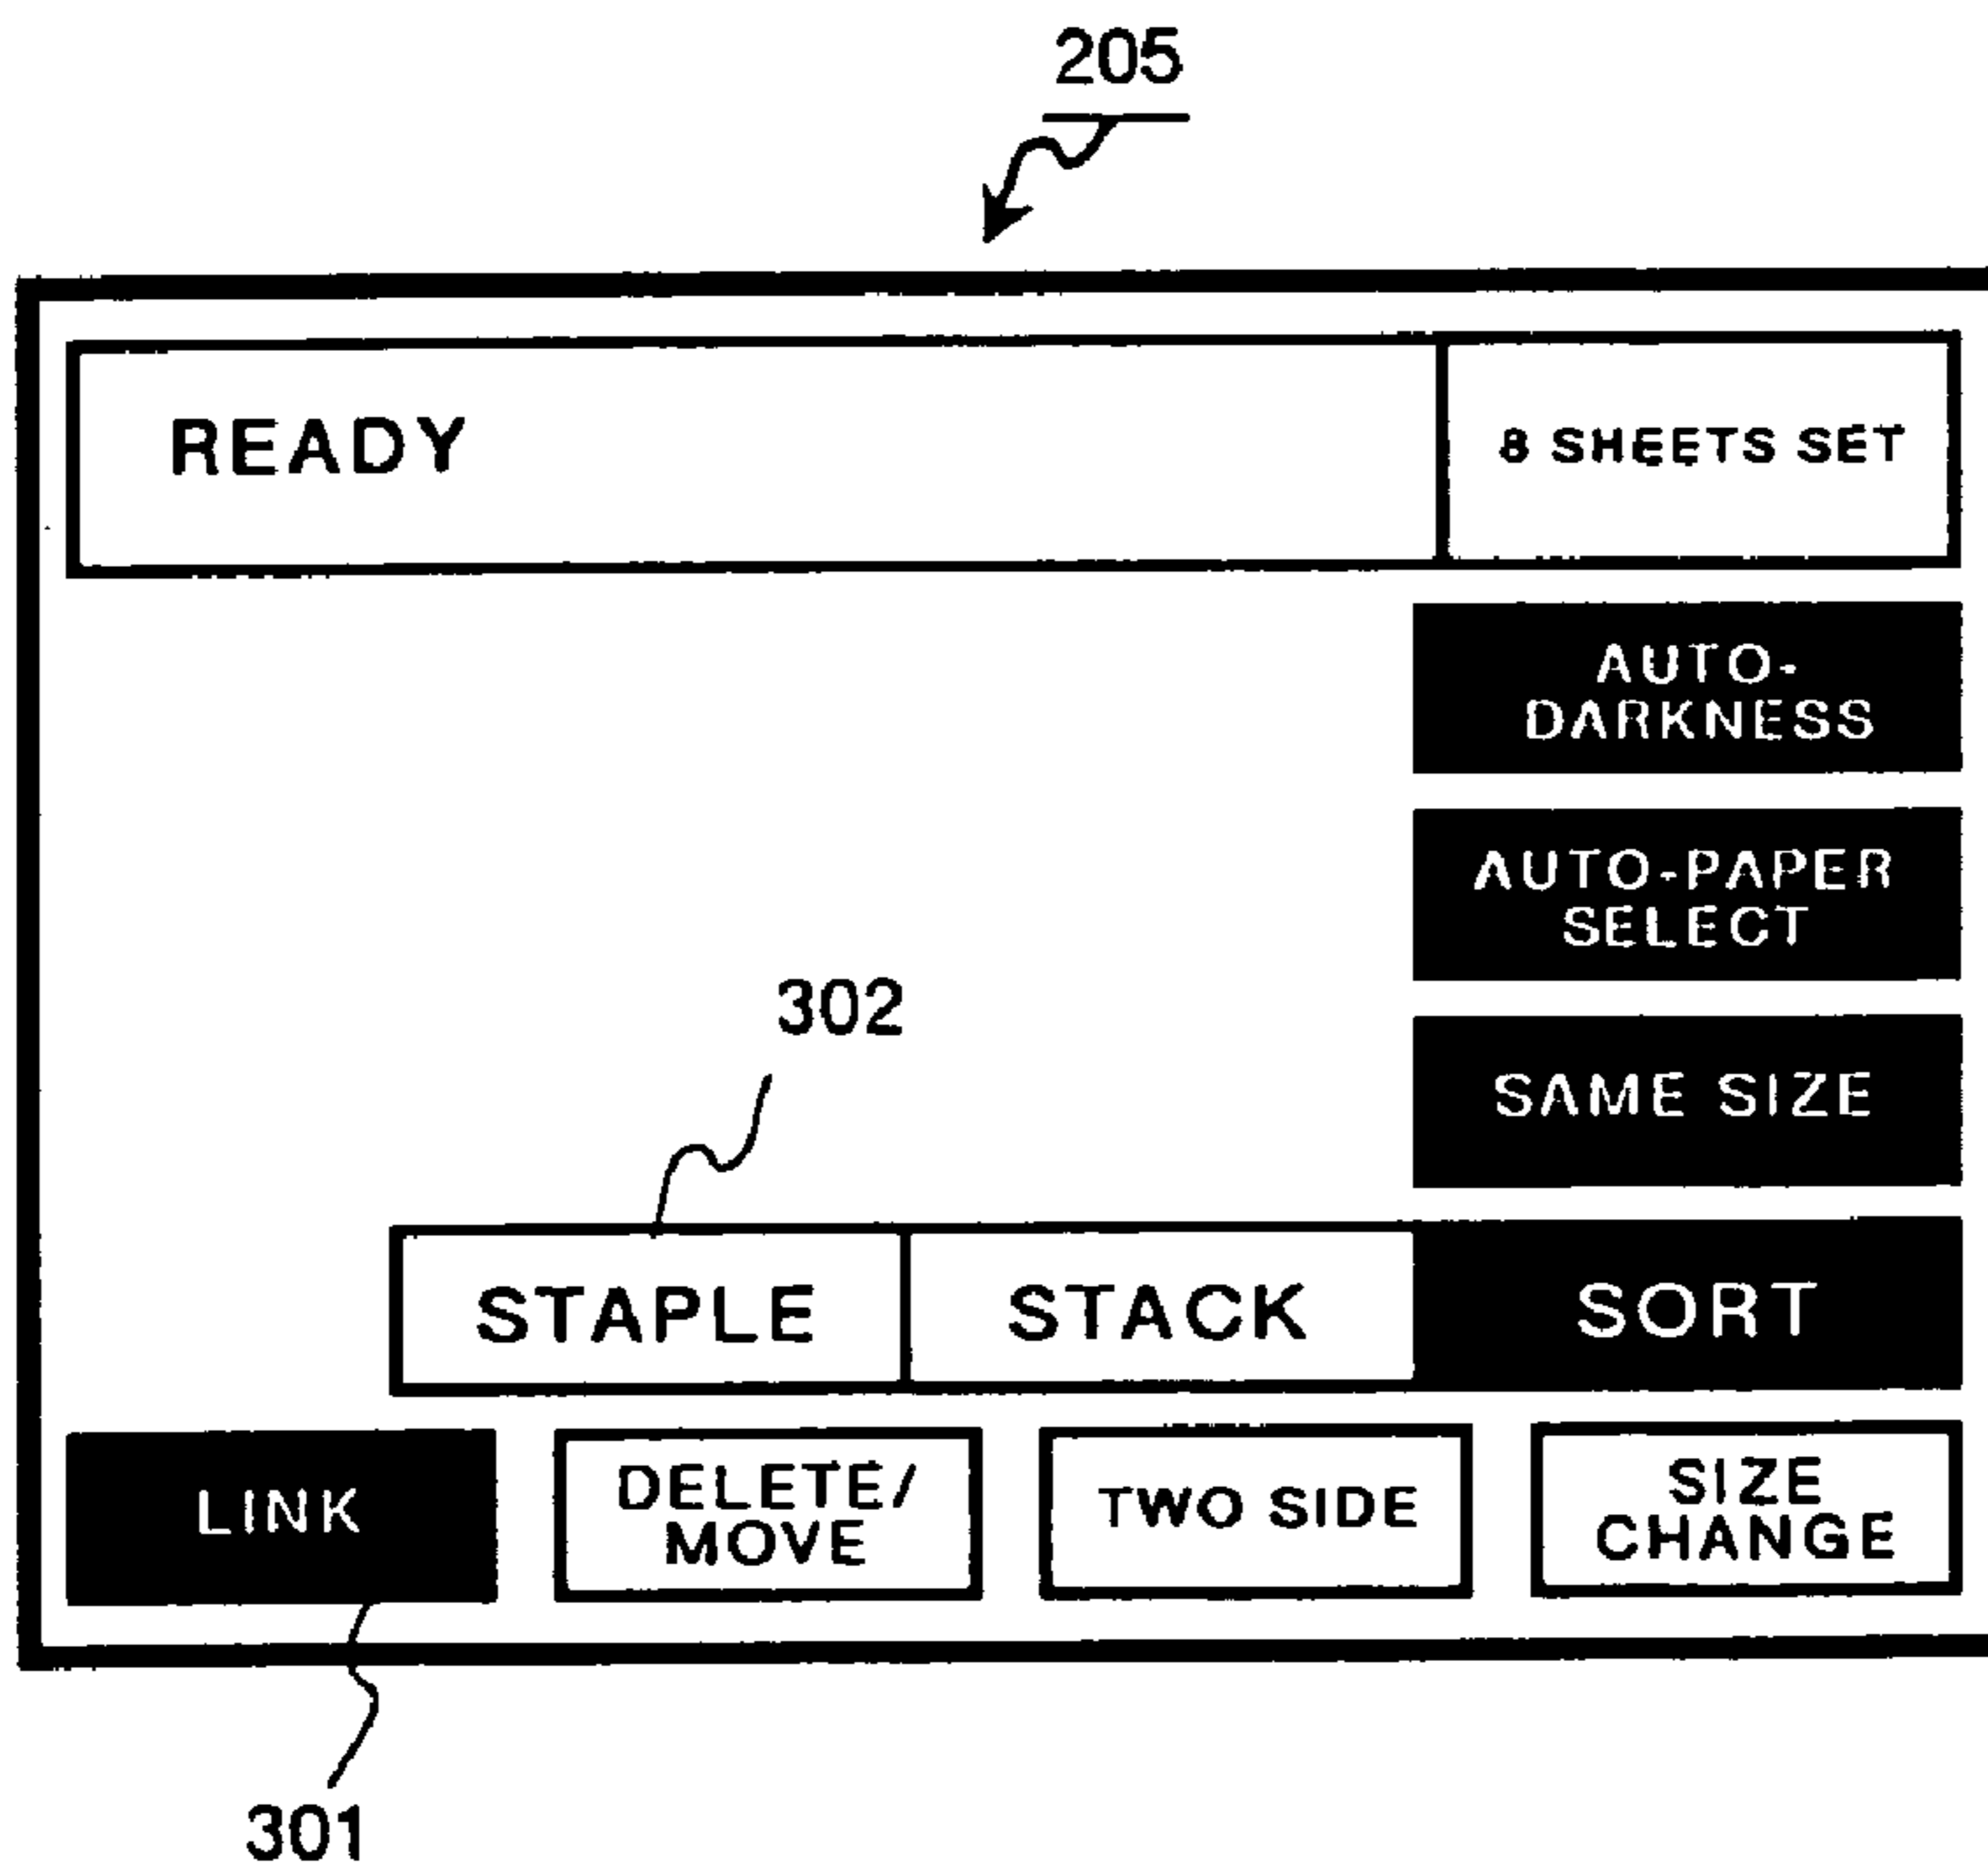 205
READY
8 SHEETS SET
AUTO-
DARKNESS
AUTO-PAPER
SELECT
302
SAME SIZE
STAPLE
STACK
SORT
LINK
DELETE/
MOVE
TWO SIDE
SIZE
CHANGE
301